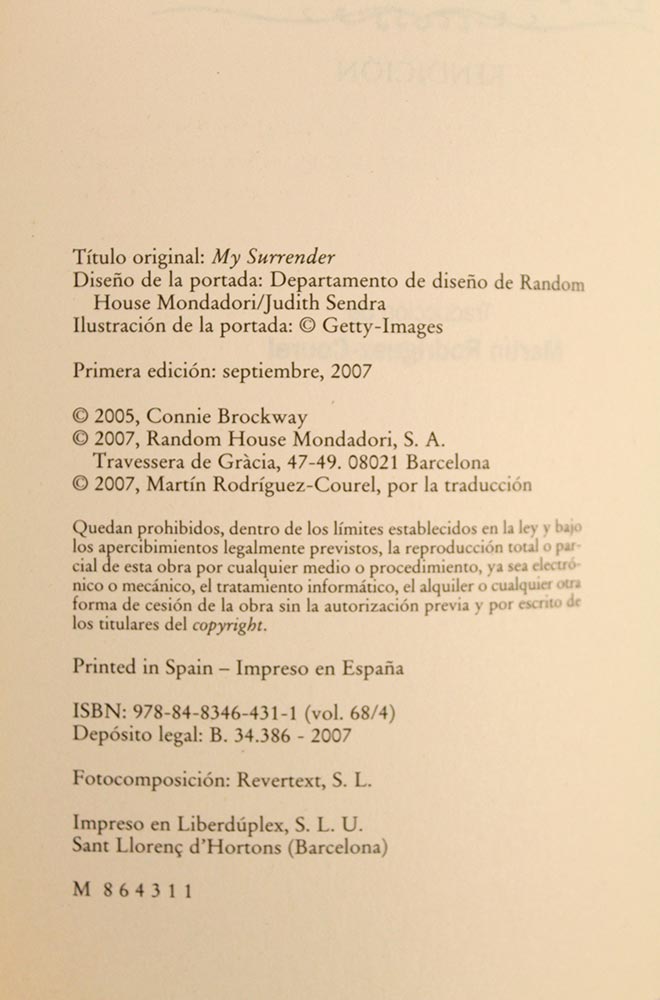 Título original: My Surrender
Diseño de la portada: Departamento de diseño de Random
House Mondadori/Judith Sendra
Ilustración de la portada: © Getty-Images
Primera edición: septiembre, 2007
© 2005, Connie Brockway
© 2007, Random House Mondadori, S. A.
Travessera de Gràcia, 47-49. 08021 Barcelona
© 2007, Martín Rodríguez-Courel, por la traducción
Quedan prohibidos, dentro de los límites establecidos en la ley y bajo
los apercibimientos legalmente previstos, la reproducción total o par-
cial de esta obra por cualquier medio o procedimiento, ya sea electró-
nico o mecánico, el tratamiento informático, el alquiler o cualquier otra
forma de cesión de la obra sin la autorización previa y por escrito de
los titulares del copyright.
Printed in Spain – Impreso en España
ISBN: 978-84-8346-431-1 (vol. 68/4)
Depósito legal: B. 34.386 - 2007
Fotocomposición: Revertext, S. L.
Impreso en Liberdúplex, S. L. U.
Sant Llorenç d'Hortons (Barcelona)
M 864311